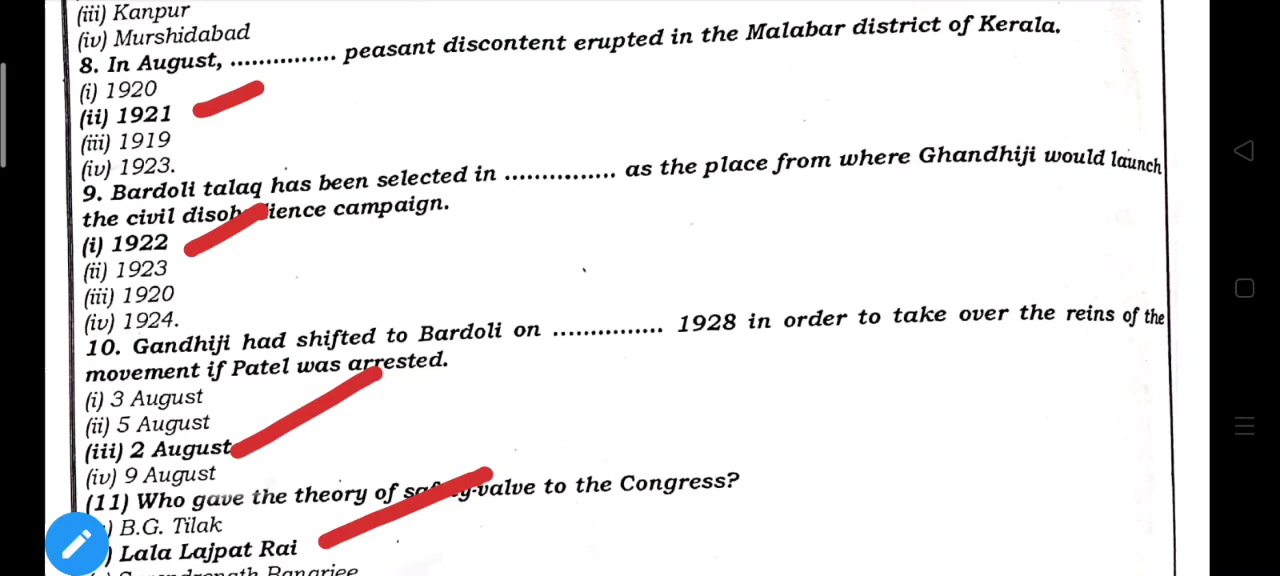 (iii) Kanpur
(iv) Murshidabad
8. In August, ............... peasant discontent erupted in the Malabar district of Kerala.
(i) 1920
(ii) 1921
(iii) 1919
(iv) 1923.
9. Bardoli talaq has been selected in ............... as the place from where Ghandhiji would launch
the civil disobedience campaign.
(i) 1922
(ii) 1923
(iii) 1920
(iv) 1924.
10. Gandhiji had shifted to Bardoli on ............... 1928 in order to take over the reins of the
movement if Patel was arrested.
(i) 3 August
(ii) 5 August
(iii) 2 August
(iv) 9 August
(11) Who gave the theory of safety-valve to the Congress?
) B.G. Tilak
) Lala Lajpat Rai
Banarjee